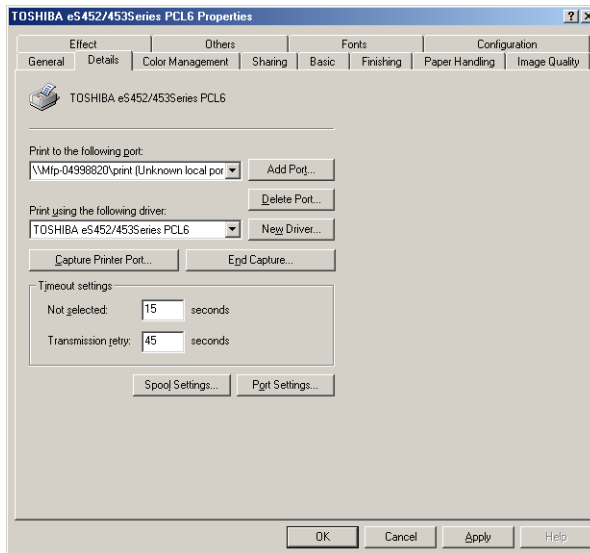 TOSHIBA eS452/453Series PCL6 Properties
Effect Others Fonts Configuration
General Details Color Management Sharing Basic Finishing Paper Handling Image Quality
TOSHIBA eS452/453Series PCL6
Print to the following port:
\\Mfp-04998820\print (Unknown local por Add Port...
Delete Port...
Print using the following driver:
TOSHIBA eS452/453Series PCL6 New Driver...
Capture Printer Port... End Capture...
Timeout settings
Not selected: 15 seconds
Transmission retry: 45 seconds
Spool Settings... Port Settings...
OK Cancel Apply Help